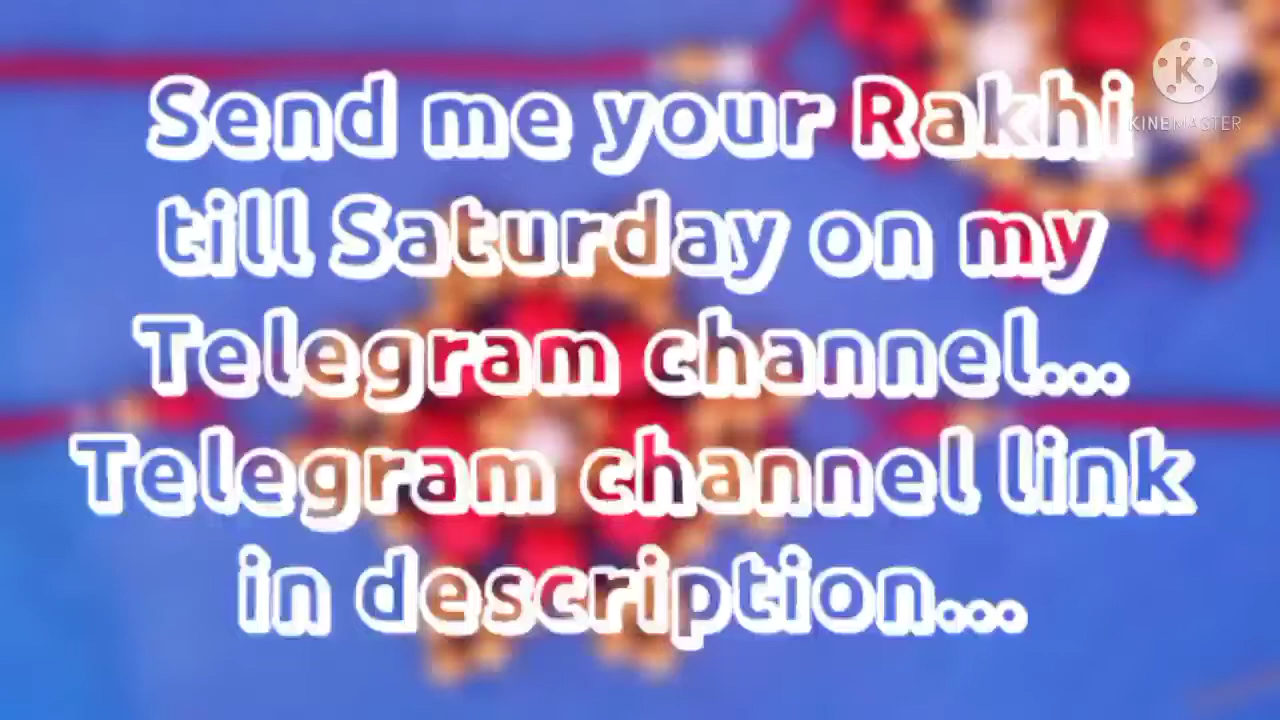 Send me your Rakhi
till Saturday on my
Telegram channel...
Telegram channel link
in description...
K
KINEMASTER